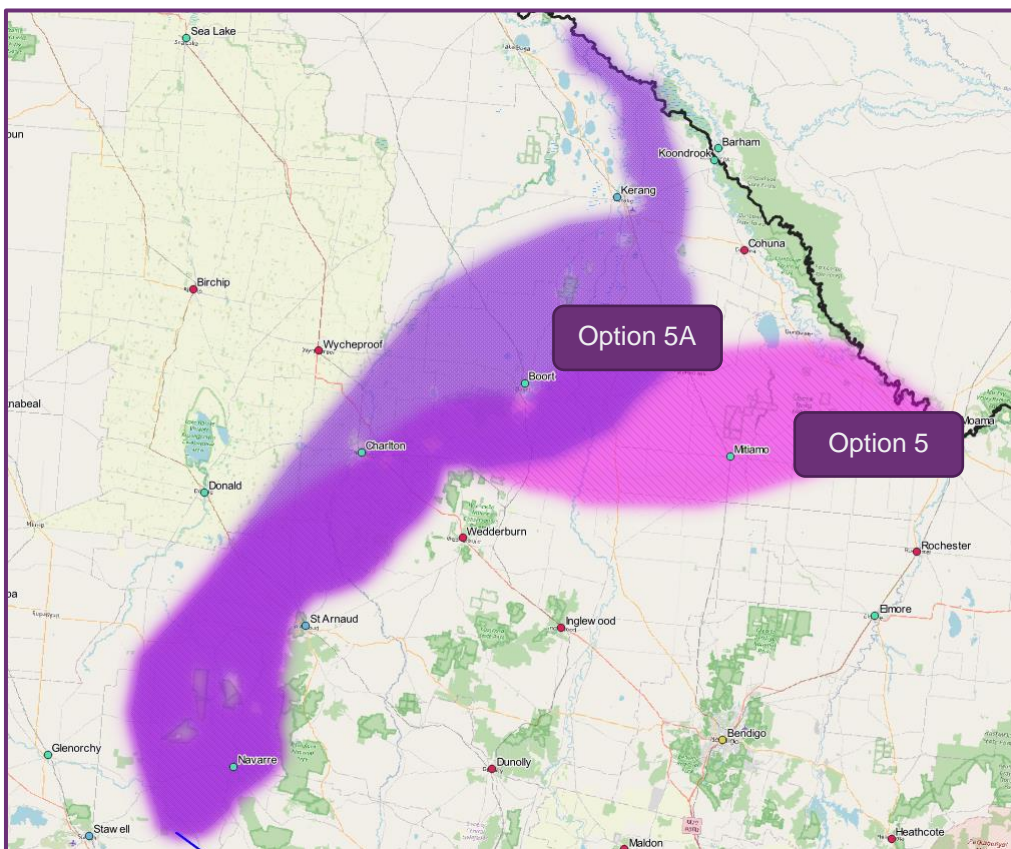 Sea Lake
Barham
Koondrook
Kerang
Cohuna
Birchip
Option 5A
Wycheproof
Boort
nabeal
Moama
Option 5
Charlton
Mitiamo
Donald
Wedderburn
Rochester
Elmore
St Arnaud
Inglewood
Bendigo
Glenorchy
Navarre
Dunolly
Stawell
Heathcote
Maldon